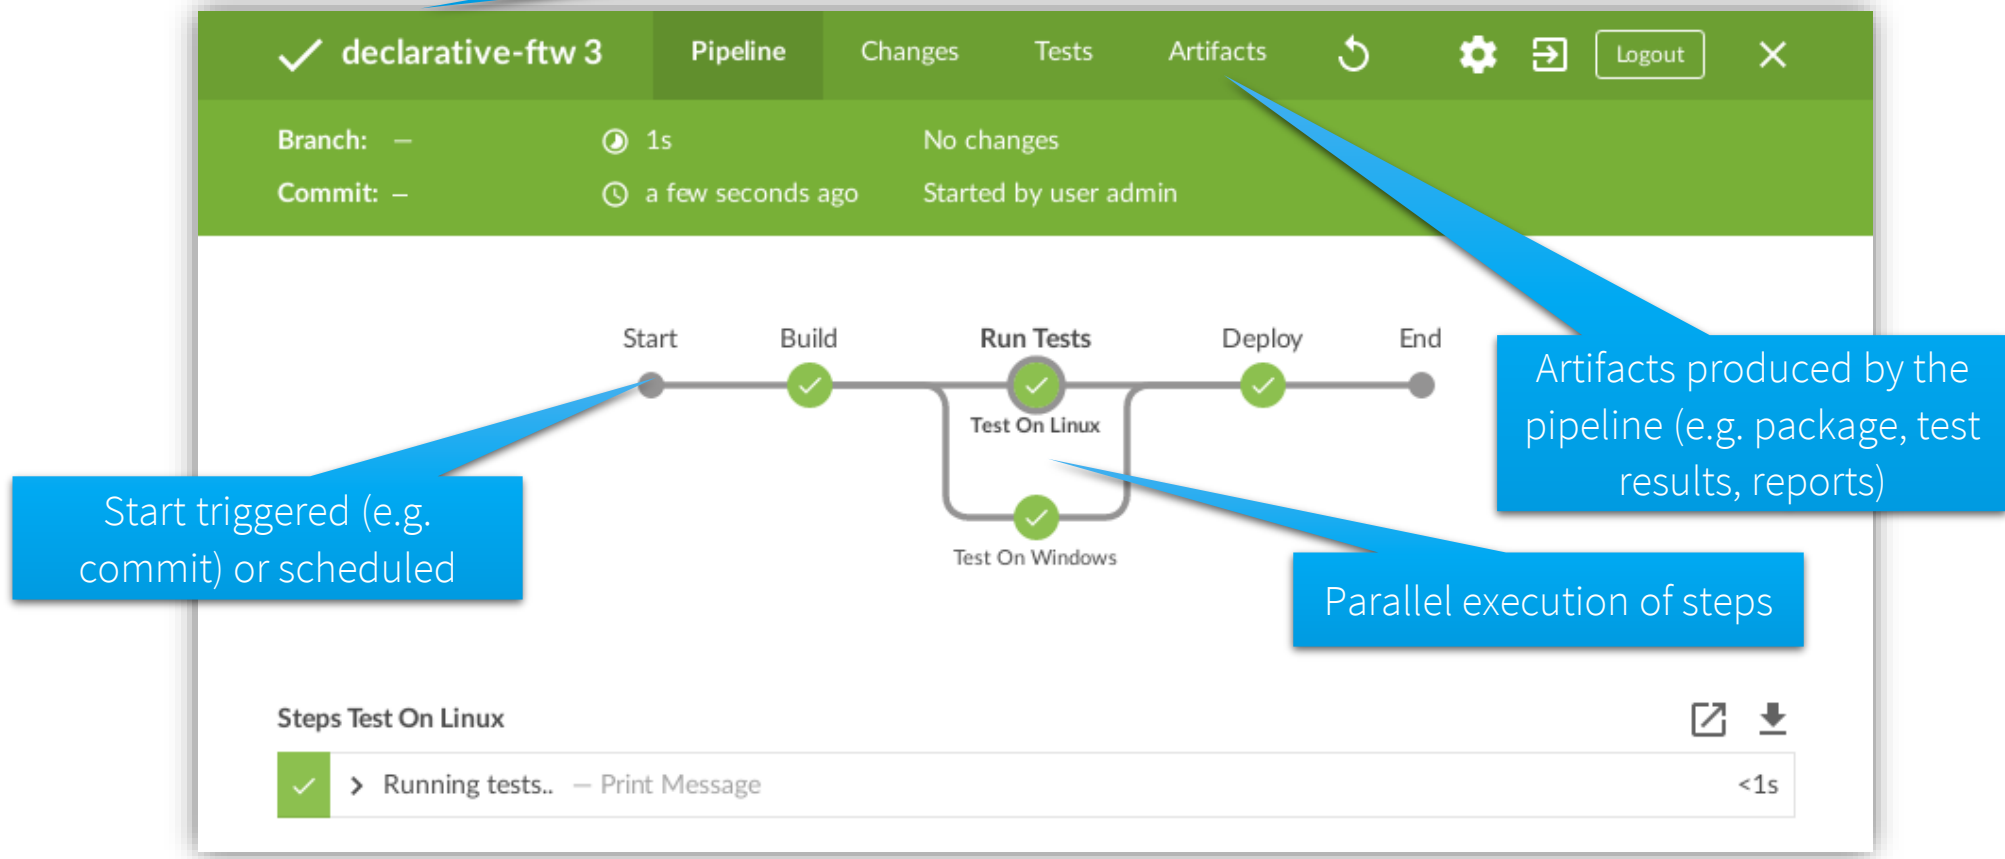 declarative-ftw 3
Pipeline
Changes
Tests
Artifacts
Logout
Branch: —
1s
No changes
Commit: —
a few seconds ago
Started by user admin
Start
Build
Run Tests
Deploy
End
Test On Linux
Test On Windows
Artifacts produced by the
pipeline (e.g. package, test
results, reports)
Start triggered (e.g.
commit) or scheduled
Parallel execution of steps
Steps Test On Linux
Running tests.. — Print Message
<1s